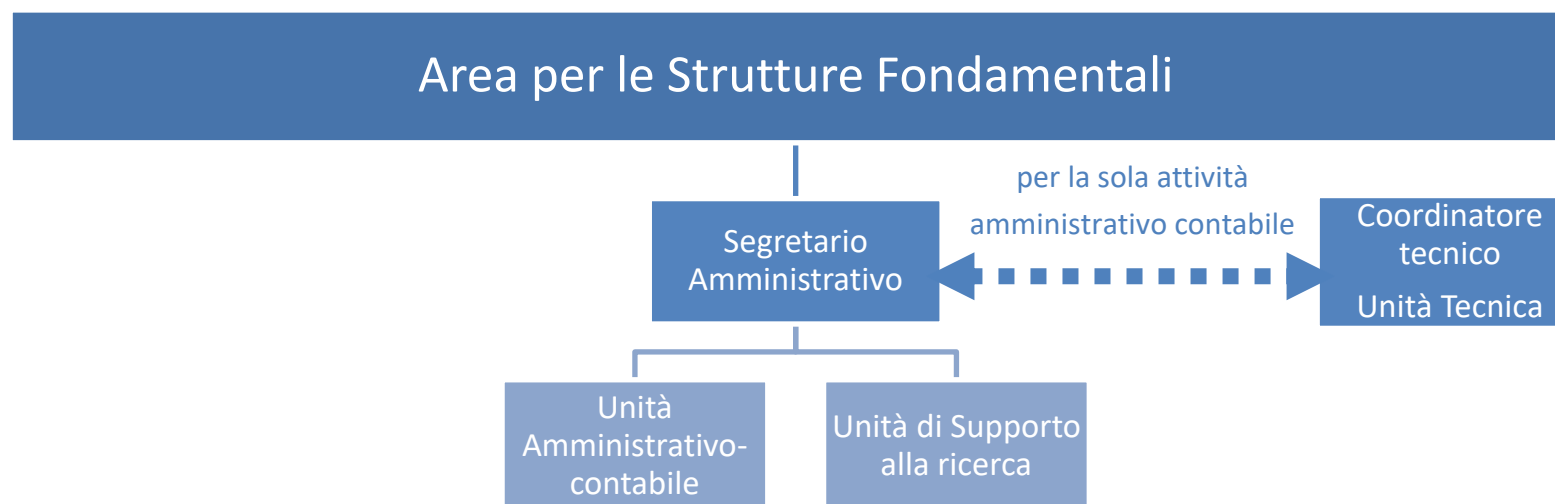 Area per le Strutture Fondamentali
per la sola attività
amministrativo contabile
Segretario
Amministrativo
Coordinatore
tecnico
Unità Tecnica
Unità
Amministrativo-
contabile
Unità di Supporto
alla ricerca